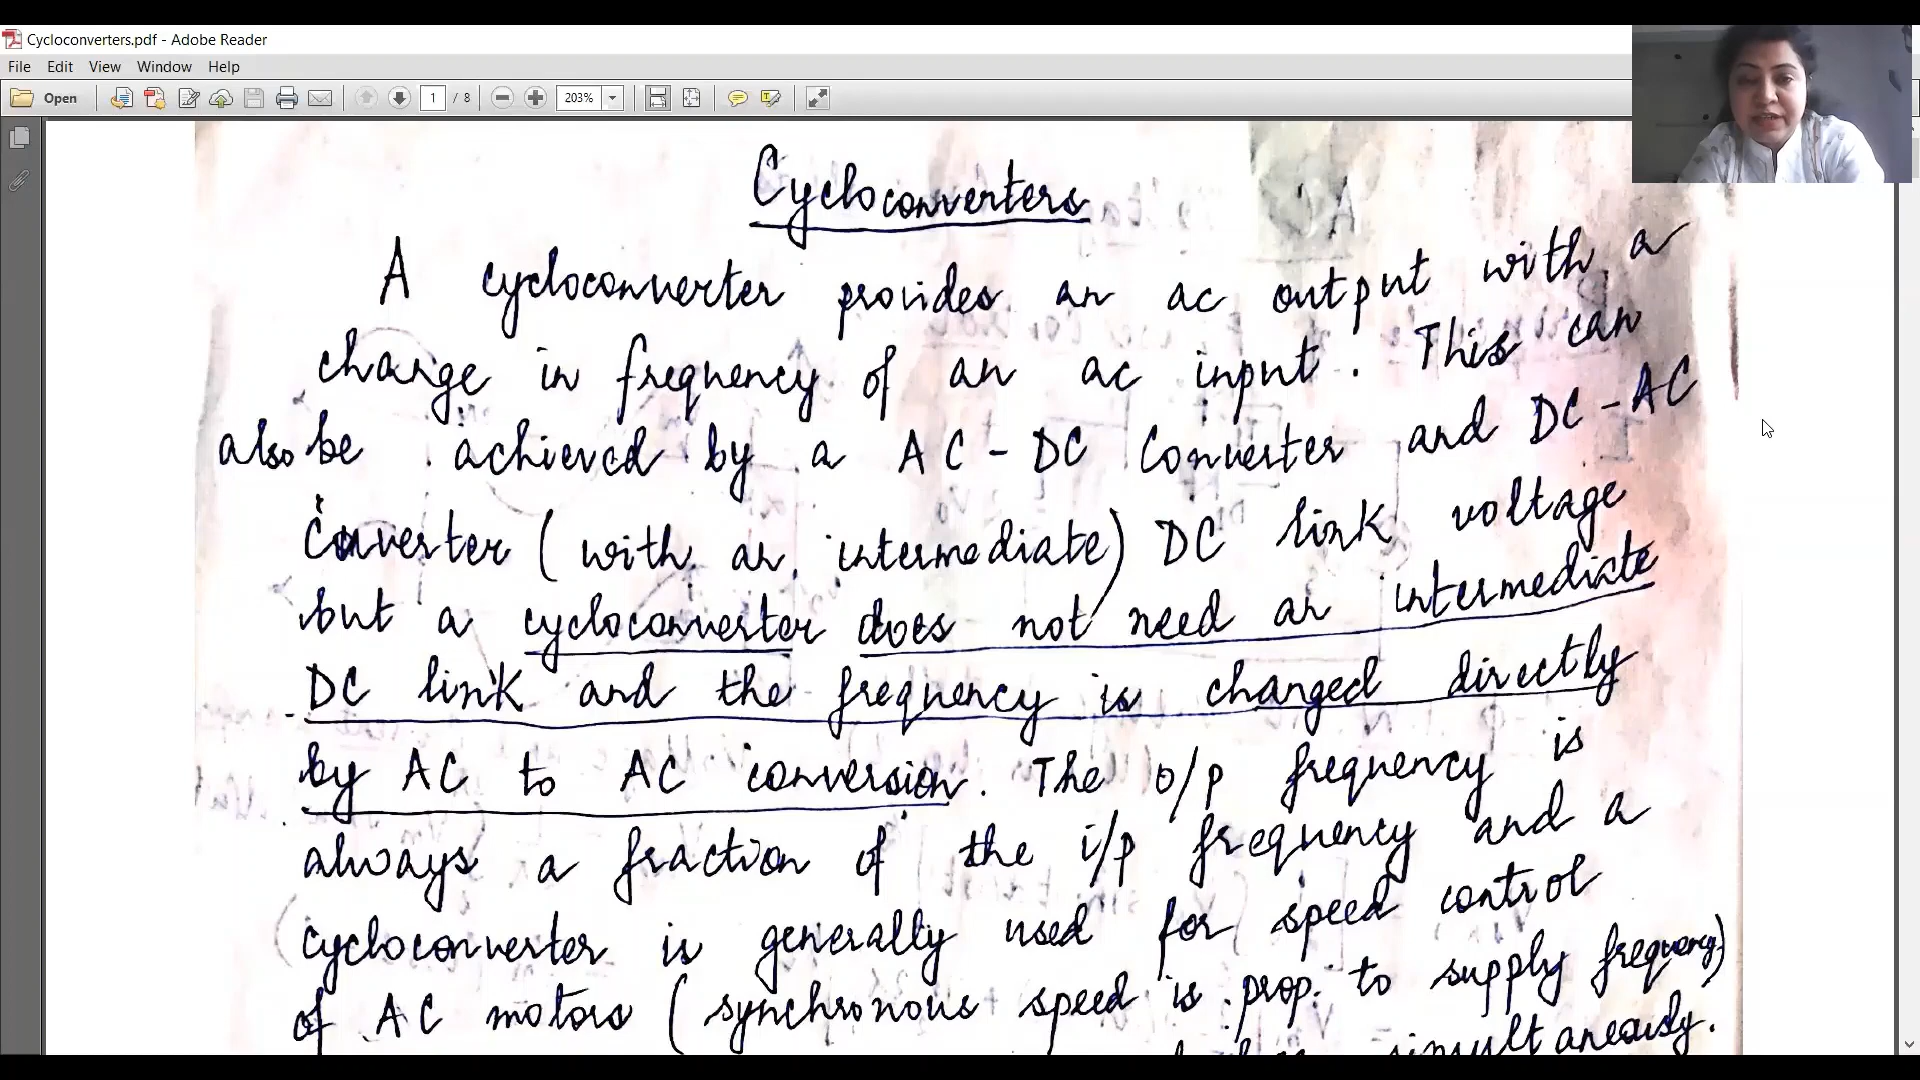 Cycloconverters.pdf - Adobe Reader
File Edit View Window Help
Open 1 / 8 203%
Cycloconverters
A cycloconverter provides an ac output with a
change in frequency of an ac input. This can
also be achieved by a AC-DC Converter and DC-AC
Converter (with an intermediate) DC link voltage
but a cycloconverter does not need an intermediate
DC link and the frequency is changed directly
by AC to AC conversion. The o/p frequency is
always a fraction of the i/p frequency and a
cycloconverter is generally used for speed control
of AC motors (synchronous speed is prop. to supply frequency)
simultaneously.